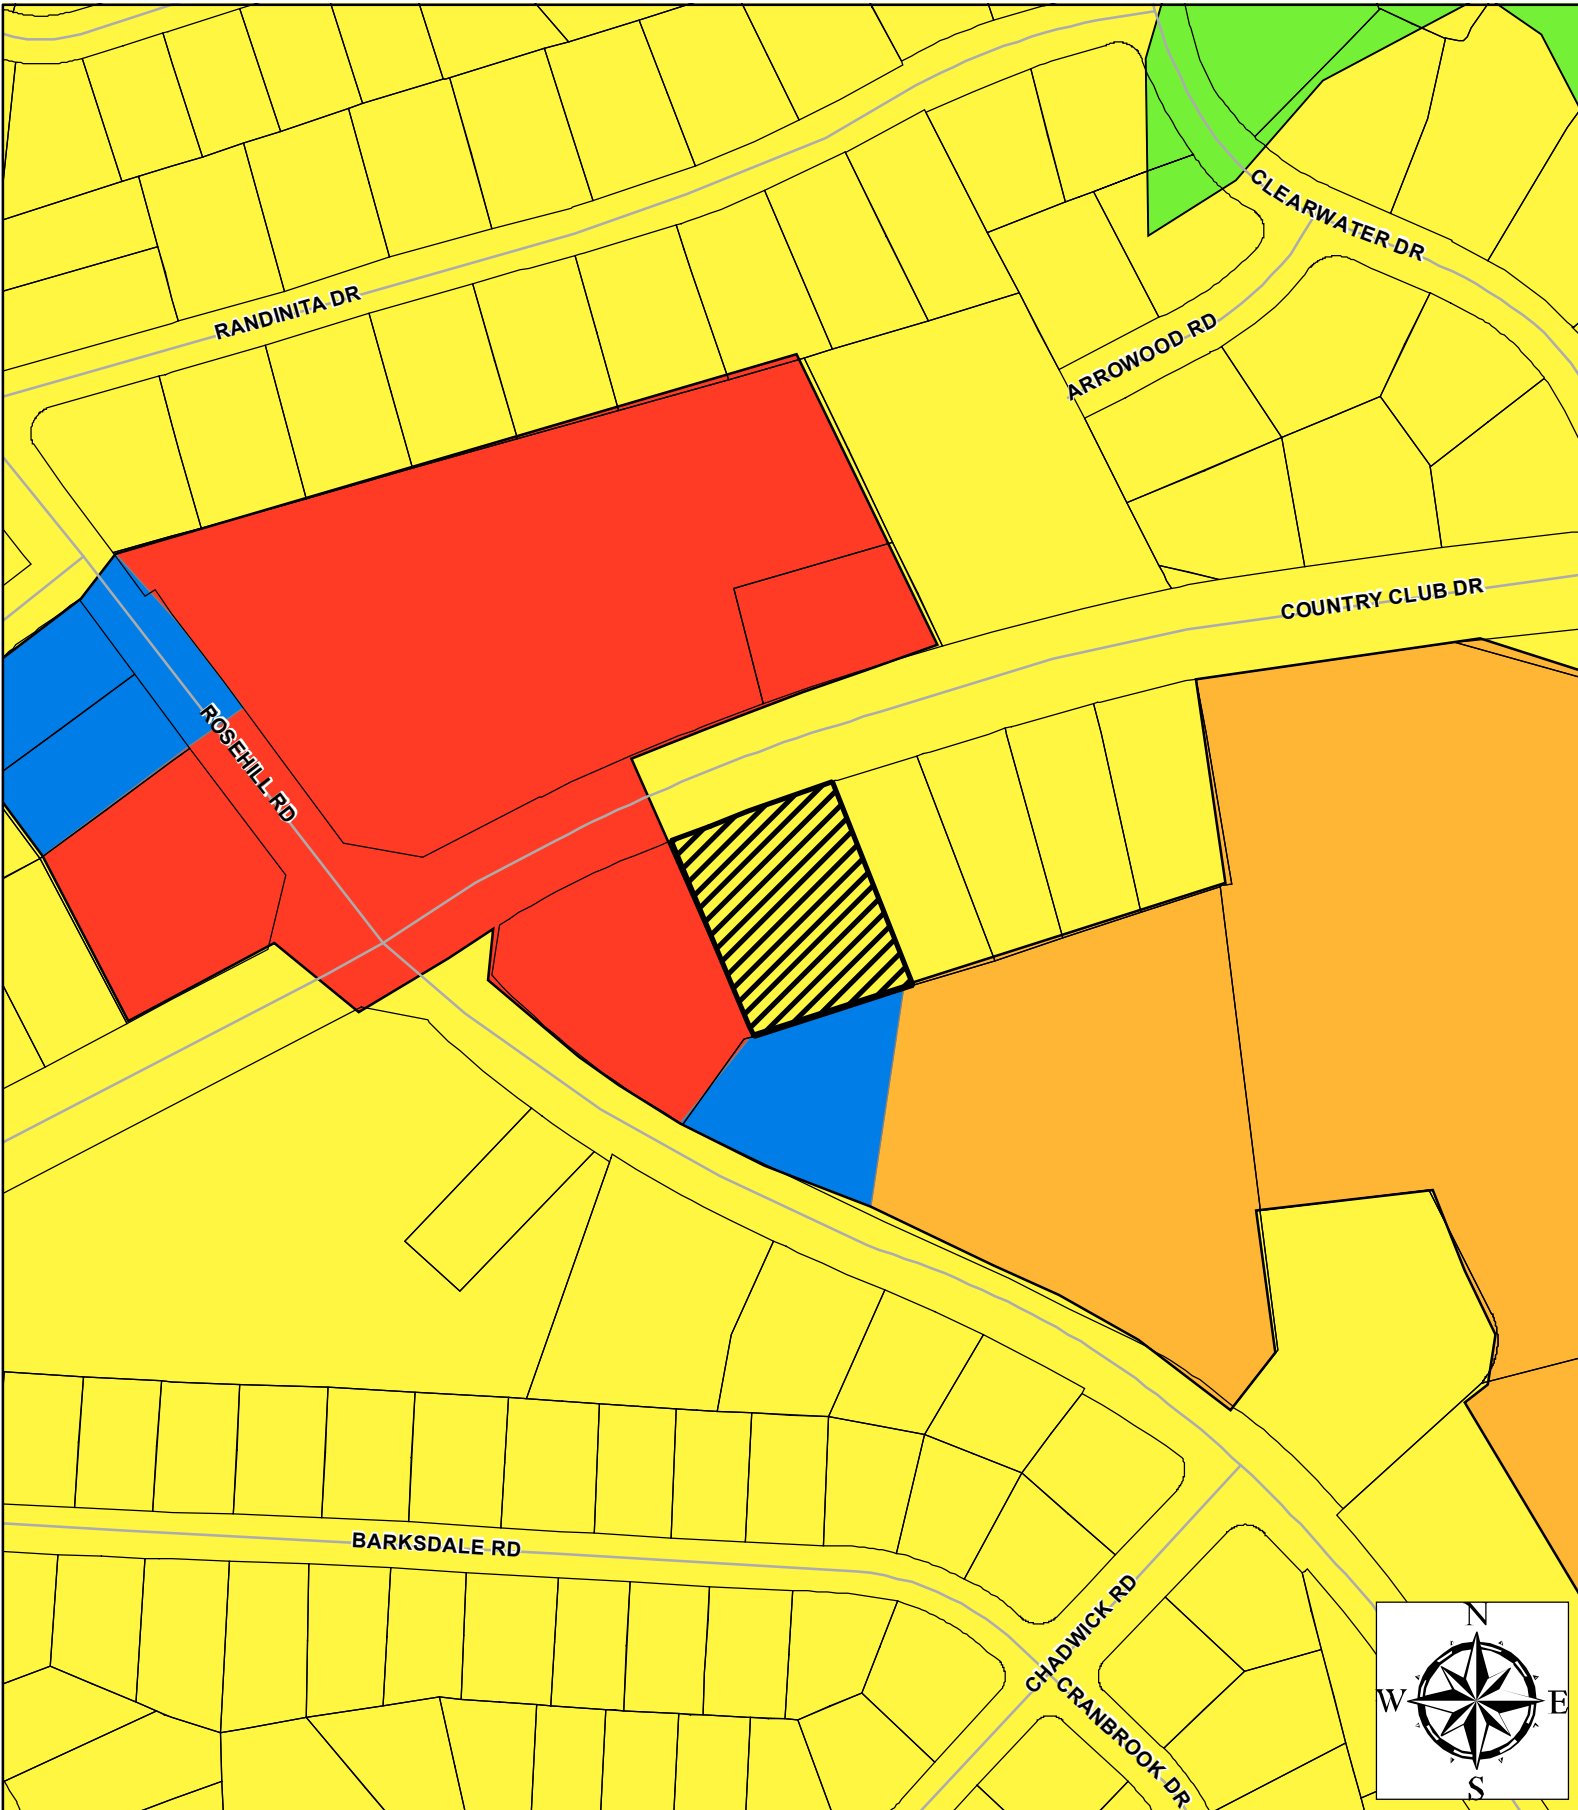 CLEARWATER DR
RANDINITA DR
ARROWOOD RD
COUNTRY CLUB DR
ROSEHILL RD
BARKSDALE RD
CHADWICK RD
CRANBROOK DR
N
W
E
S